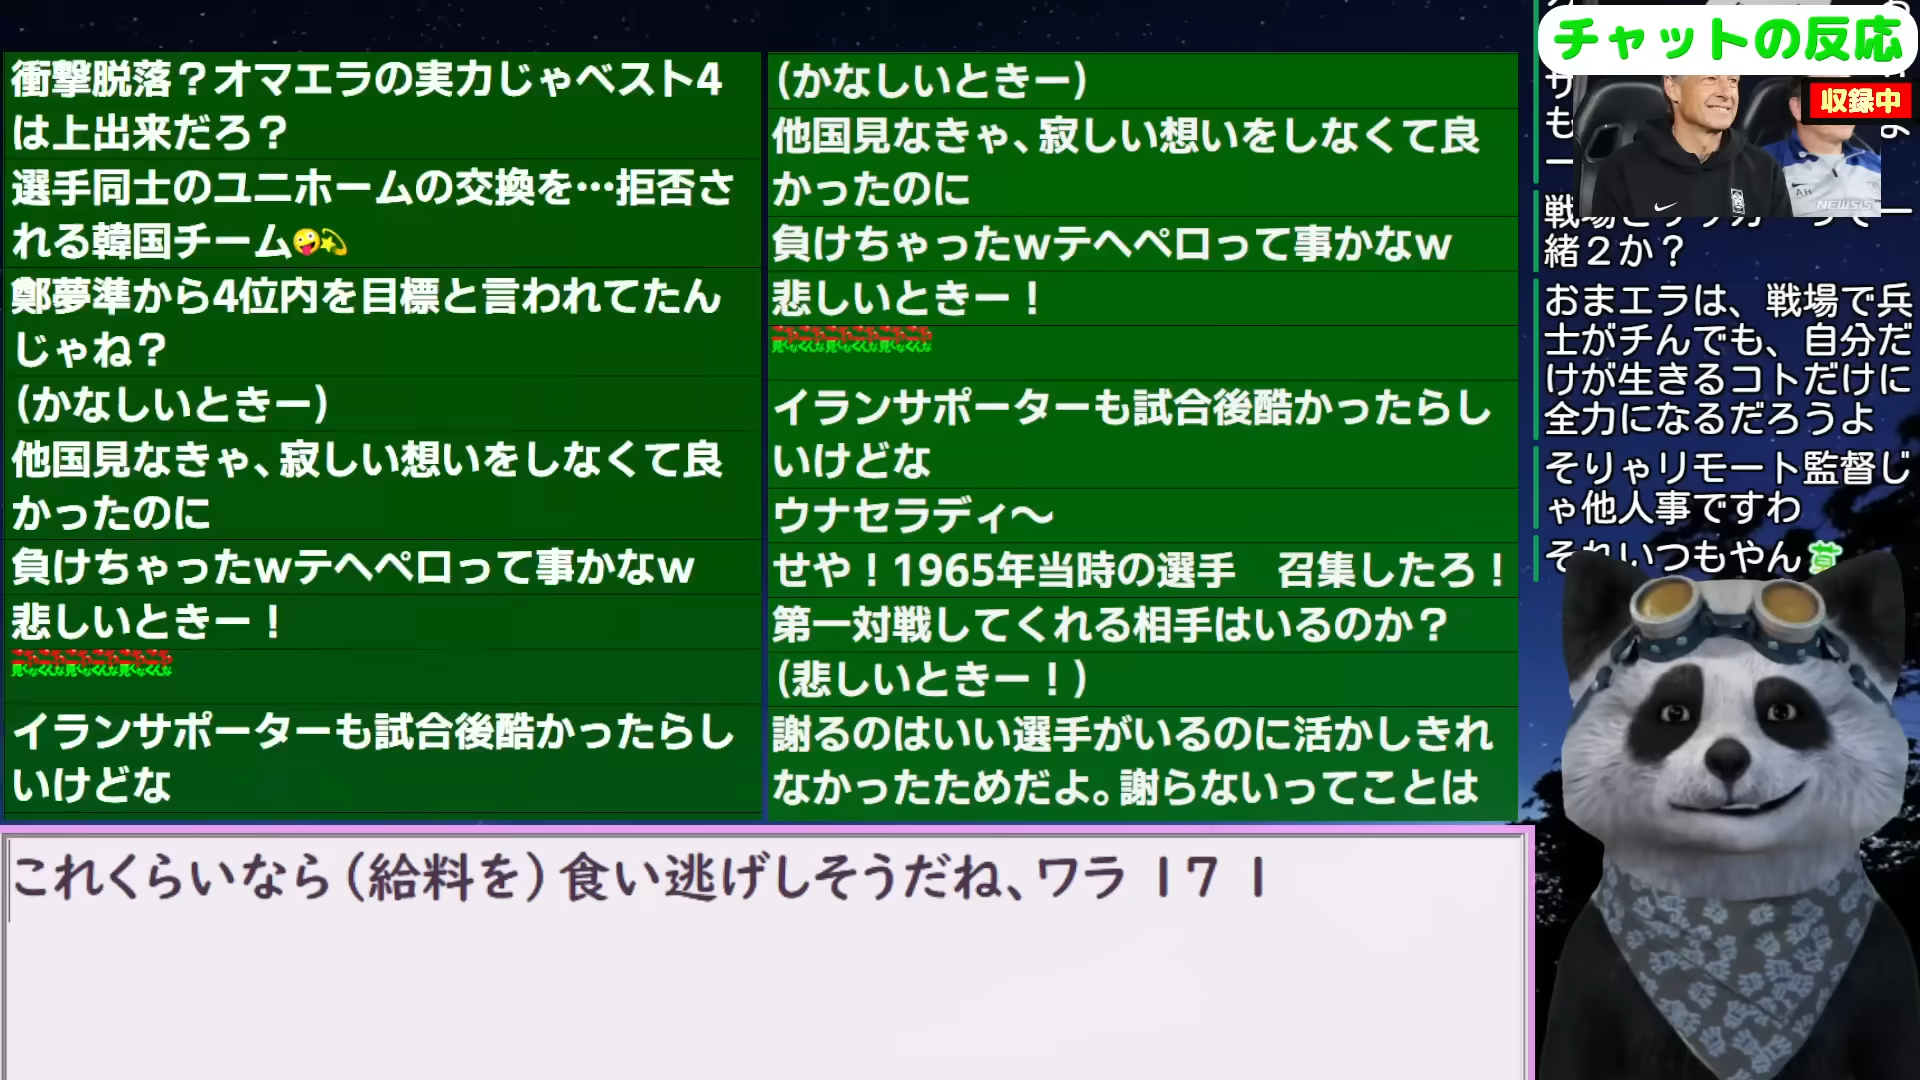 衝撃脱落？オマエラの実力じゃベスト4
は上出来だろ？
選手同士のユニホームの交換を…拒否さ
れる韓国チーム🤪💫
鄭夢準から4位内を目標と言われてたん
じゃね？
（かなしいときー）
他国見なきゃ、寂しい想いをしなくて良
かったのに
負けちゃったwテヘペロって事かなw
悲しいときー！
イランサポーターも試合後酷かったらし
いけどな
（かなしいときー）
他国見なきゃ、寂しい想いをしなくて良
かったのに
負けちゃったwテヘペロって事かなw
悲しいときー！
イランサポーターも試合後酷かったらし
いけどな
ウナセラディ～
せや！1965年当時の選手　召集したろ！
第一対戦してくれる相手はいるのか？
（悲しいときー！）
謝るのはいい選手がいるのに活かしきれ
なかったためだよ。謝らないってことは
これくらいなら（給料を）食い逃げしそうだね、ワラ１７１
チャットの反応
収録中
NEWSIS
緒２か？
おまエラは、戦場で兵
士がチんでも、自分だ
けが生きるコトだけに
全力になるだろうよ
そりゃリモート監督じ
ゃ他人事ですわ
それいつもやん草